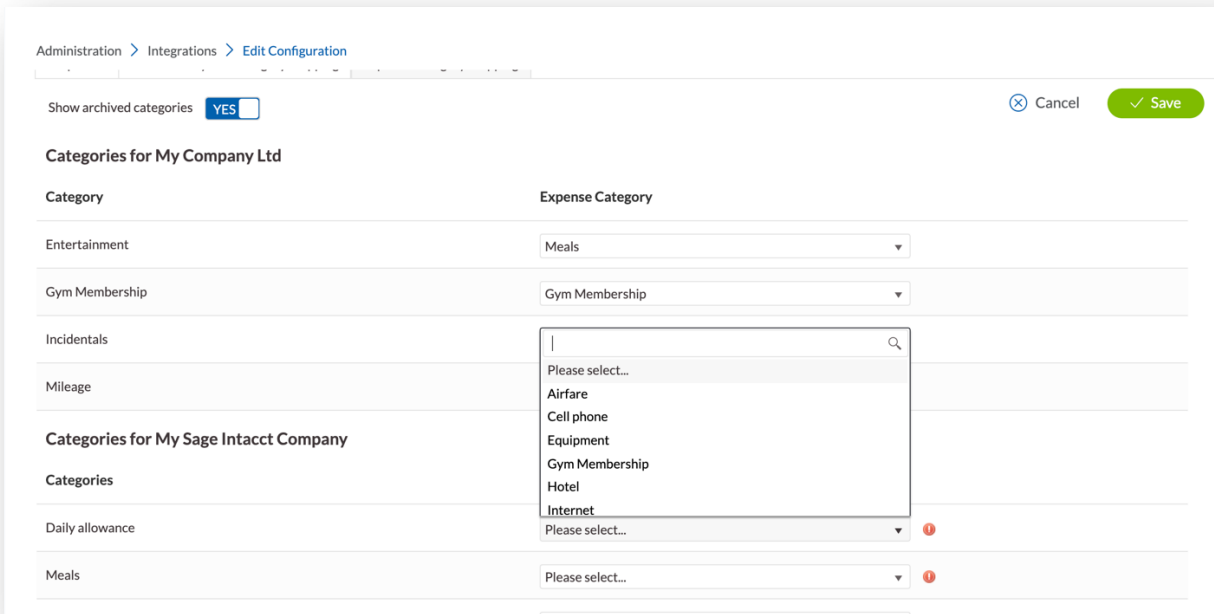 Administration > Integrations > Edit Configuration
Show archived categories YES Cancel Save
Categories for My Company Ltd
Category Expense Category
Entertainment Meals
Gym Membership Gym Membership
Incidentals
Please select...
Mileage Airfare
Cell phone
Categories for My Sage Intacct Company Equipment
Gym Membership
Categories Hotel
Internet
Daily allowance Please select...
Meals Please select...